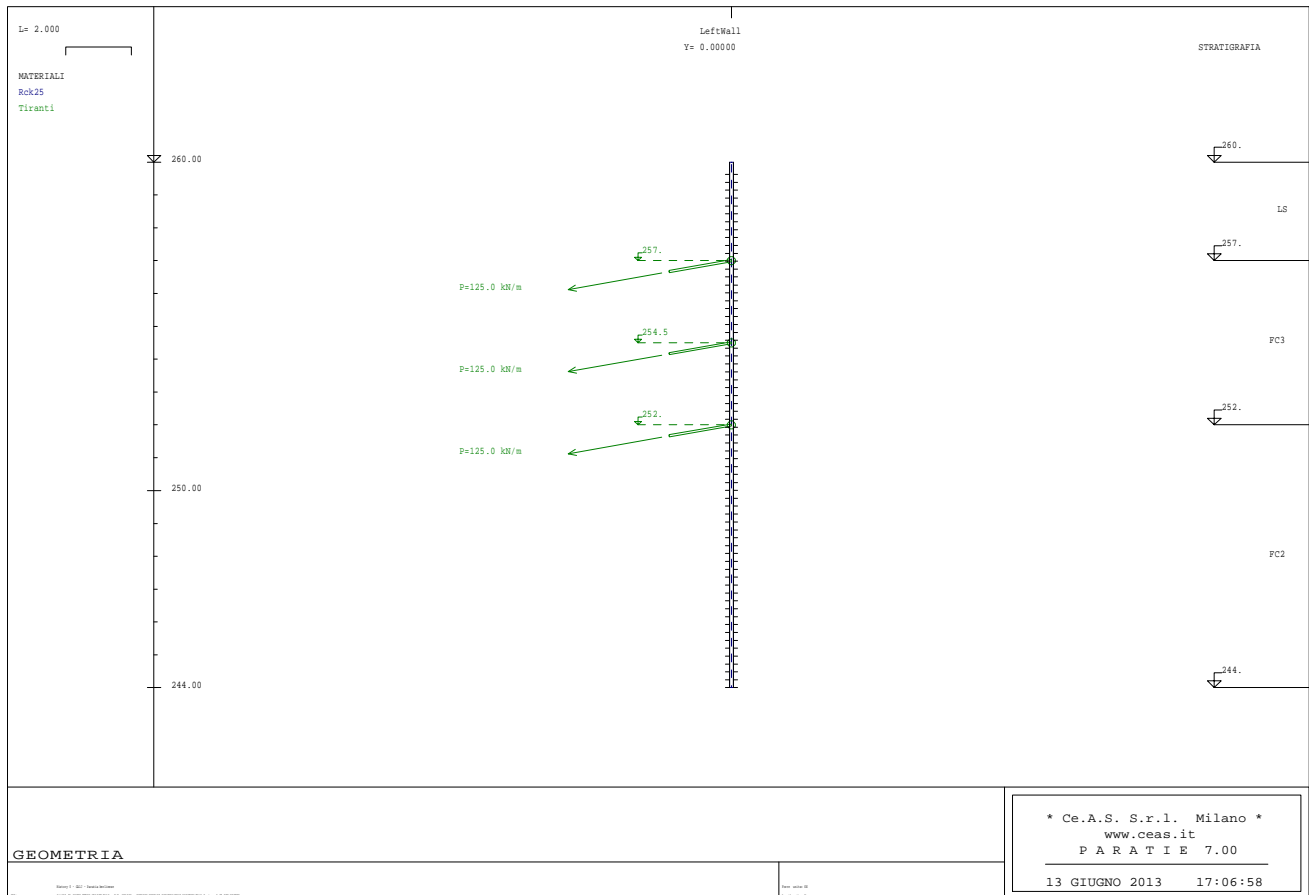 L= 2.000
MATERIALI
Rck25
Tiranti
LeftWall
Y= 0.00000
STRATIGRAFIA
260.00
250.00
244.00
257.
P=125.0 kN/m
254.5
P=125.0 kN/m
252.
P=125.0 kN/m
260.
LS
257.
FC3
252.
FC2
244.
GEOMETRIA
* Ce.A.S. S.r.l. Milano *
www.ceas.it
P A R A T I E 7.00
13 GIUGNO 2013 17:06:58